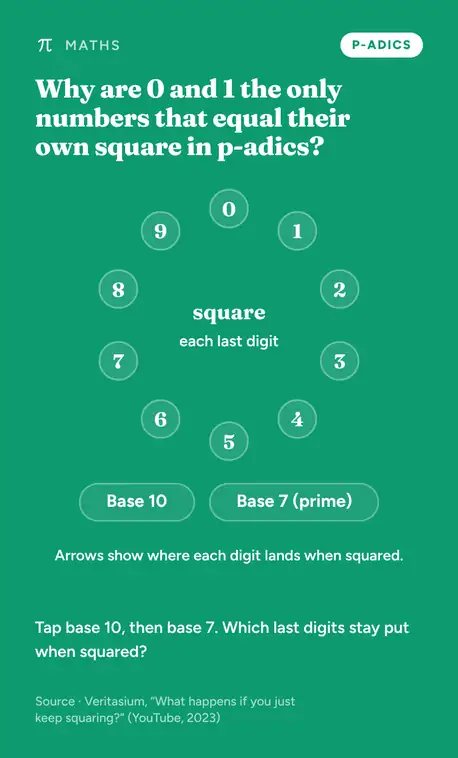 π MATHS
P-ADICS
Why are 0 and 1 the only
numbers that equal their
own square in p-adics?
0
9
1
8
2
square
each last digit
7
3
6
4
5
Base 10
Base 7 (prime)
Arrows show where each digit lands when squared.
Tap base 10, then base 7. Which last digits stay put
when squared?
Source · Veritasium, “What happens if you just
keep squaring?” (YouTube, 2023)